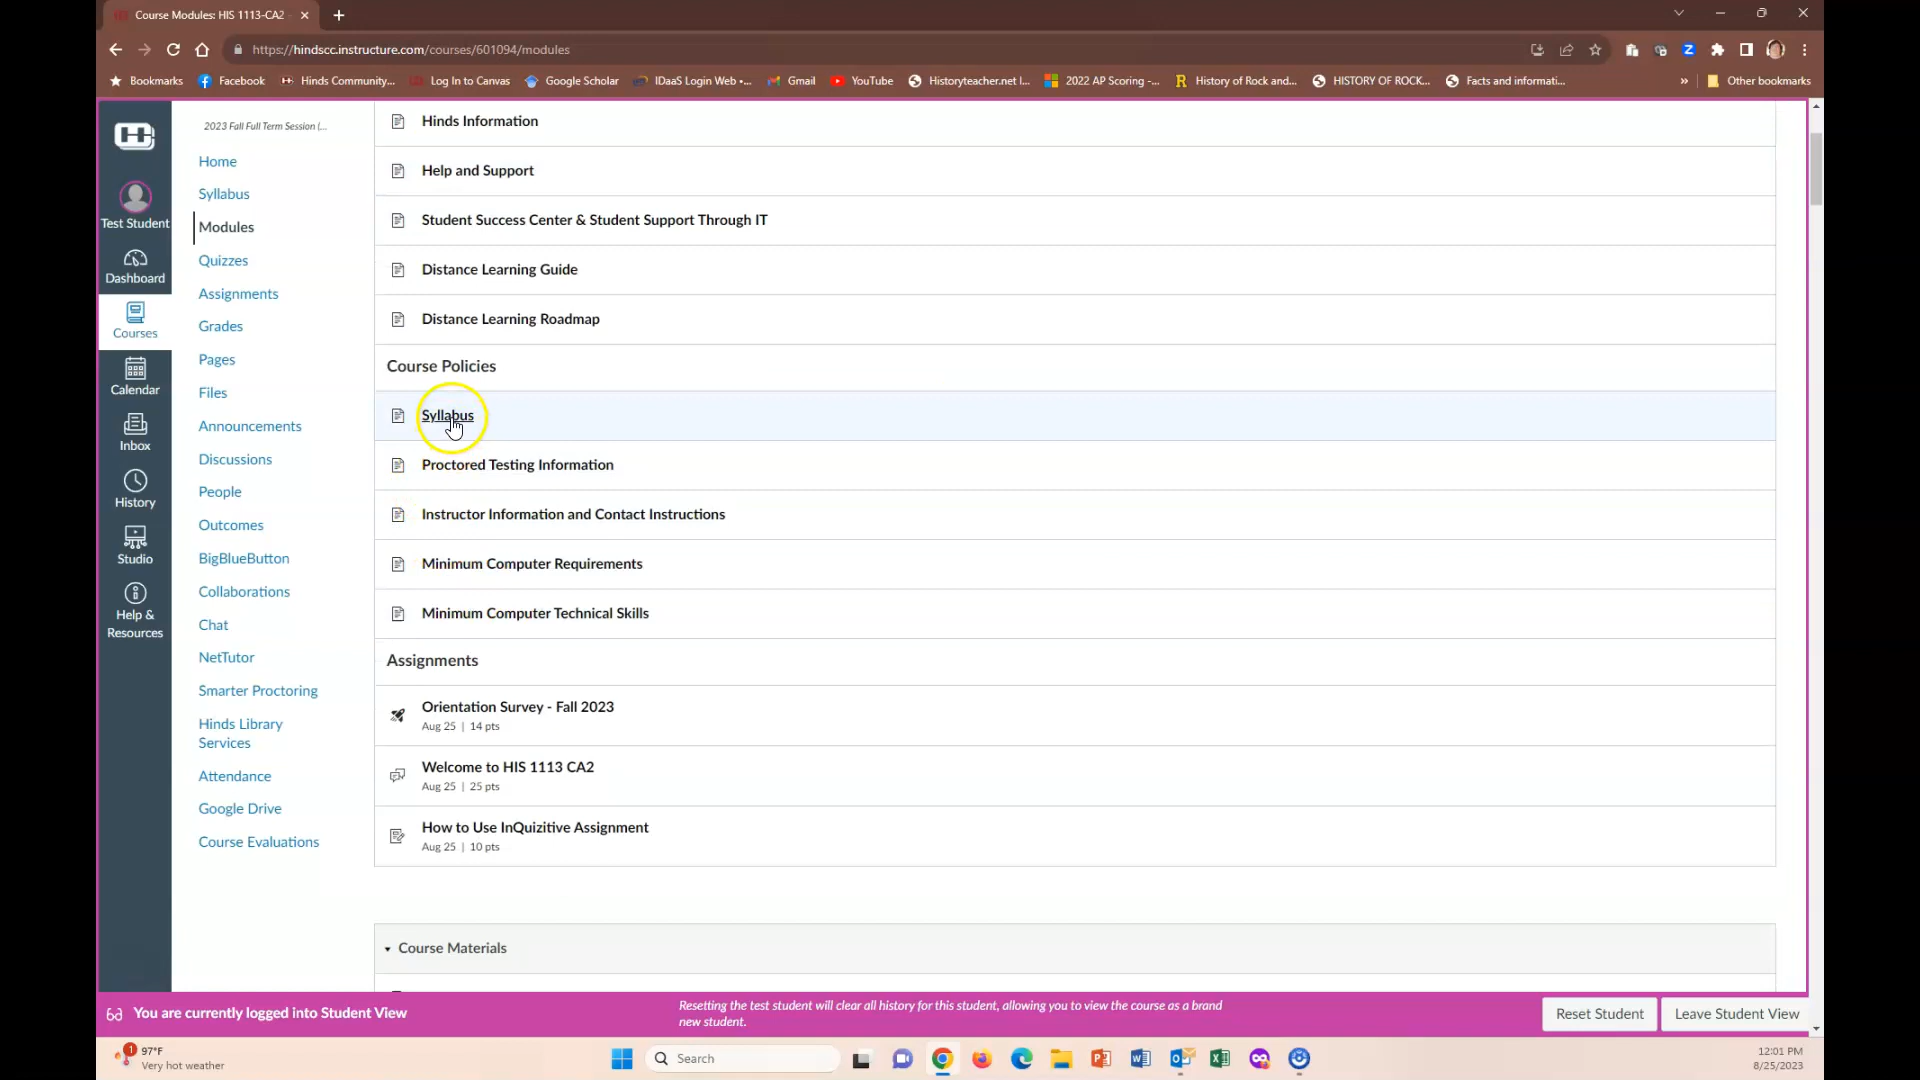 Course Modules: HIS 1113-CA2
https://hindscc.instructure.com/courses/601094/modules
Bookmarks
Facebook
Hinds Community...
Log In to Canvas
Google Scholar
IDaaS Login Web •...
Gmail
YouTube
Historyteacher.net I...
2022 AP Scoring -...
History of Rock and...
HISTORY OF ROCK...
Facts and informati...
»
Other bookmarks
Test Student
Dashboard
Courses
Calendar
Inbox
History
Studio
Help &
Resources
2023 Fall Full Term Session (...
Home
Syllabus
Modules
Quizzes
Assignments
Grades
Pages
Files
Announcements
Discussions
People
Outcomes
BigBlueButton
Collaborations
Chat
NetTutor
Smarter Proctoring
Hinds Library
Services
Attendance
Google Drive
Course Evaluations
Hinds Information
Help and Support
Student Success Center & Student Support Through IT
Distance Learning Guide
Distance Learning Roadmap
Course Policies
Syllabus
Proctored Testing Information
Instructor Information and Contact Instructions
Minimum Computer Requirements
Minimum Computer Technical Skills
Assignments
Orientation Survey - Fall 2023
Aug 25 | 14 pts
Welcome to HIS 1113 CA2
Aug 25 | 25 pts
How to Use InQuizitive Assignment
Aug 25 | 10 pts
Course Materials
You are currently logged into Student View
Resetting the test student will clear all history for this student, allowing you to view the course as a brand
new student.
Reset Student
Leave Student View
1
97°F
Very hot weather
Search
12:01 PM
8/25/2023